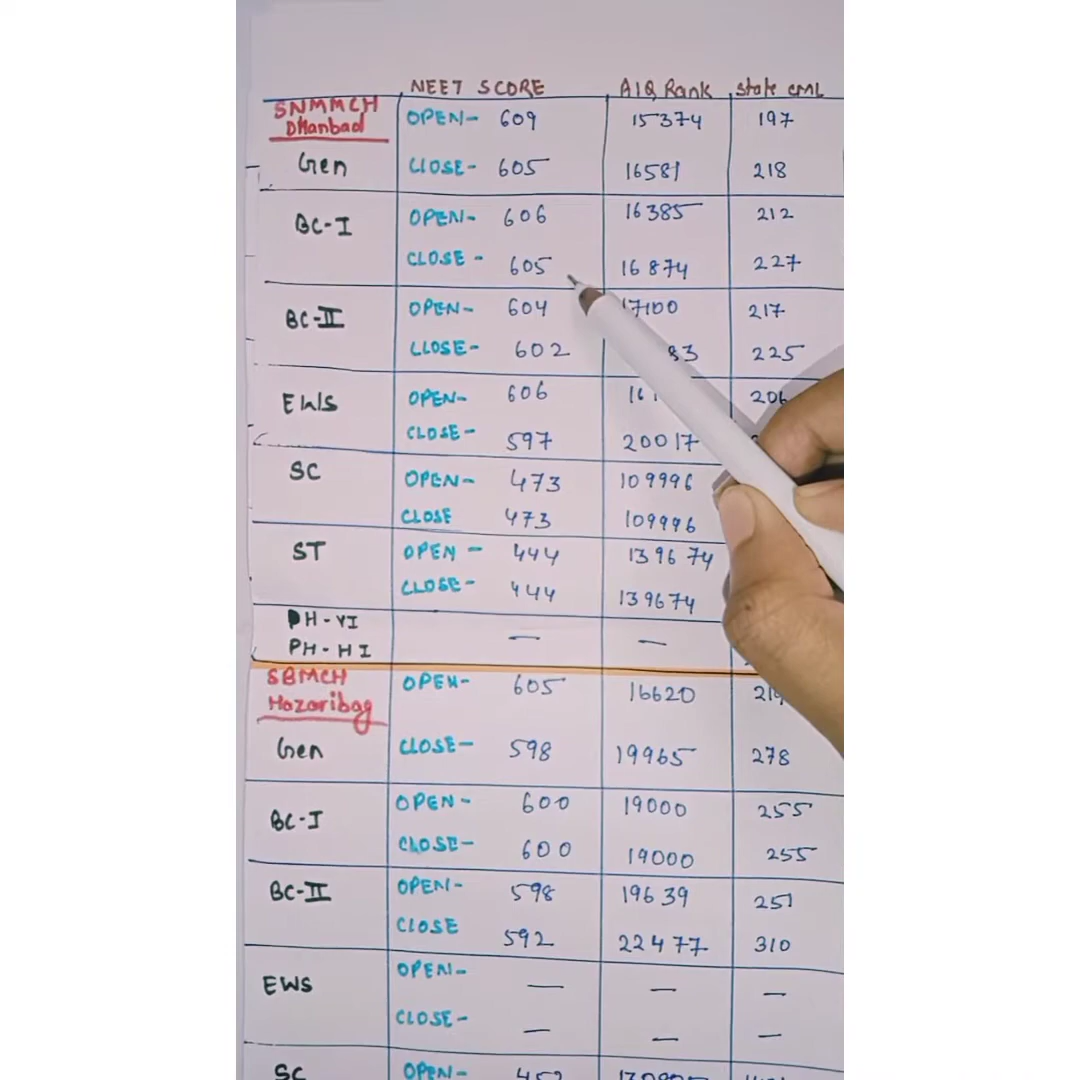 NEET SCORE AIQ Rank State CML
SNMMCH
Dhanbad OPEN- 609 15374 197
Gen CLOSE- 605 16581 218
BC-I OPEN- 606 16385 212
CLOSE- 605 16874 227
BC-II OPEN- 604 17100 217
CLOSE- 602 83 225
EWS OPEN- 606 16 206
CLOSE- 597 20017
SC OPEN- 473 109996
CLOSE 473 109996
ST OPEN- 444 139674
CLOSE- 444 139674
PH-VI
PH-HI — —
SBMCH OPEN- 605 16620
Hazaribag
Gen CLOSE- 598 19965 278
BC-I OPEN- 600 19000 255
CLOSE- 600 19000 255
BC-II OPEN- 598 19639 251
CLOSE 592 22477 310
EWS OPEN- — — —
CLOSE- — — —
SC OPEN-